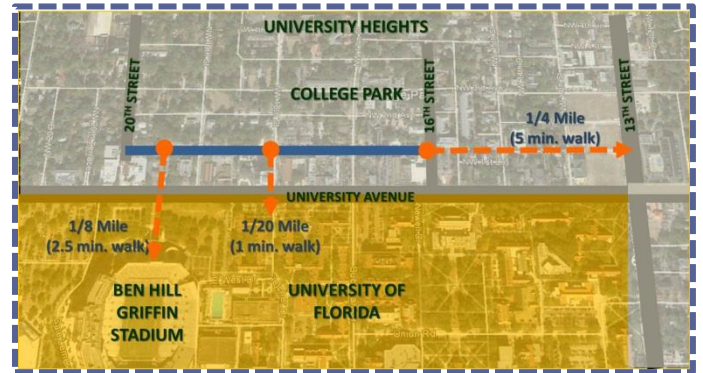 UNIVERSITY HEIGHTS
20TH STREET
COLLEGE PARK
16TH STREET
13TH STREET
1/4 Mile
(5 min. walk)
UNIVERSITY AVENUE
1/8 Mile
(2.5 min. walk)
1/20 Mile
(1 min. walk)
BEN HILL
GRIFFIN
STADIUM
UNIVERSITY OF
FLORIDA
Union Rd